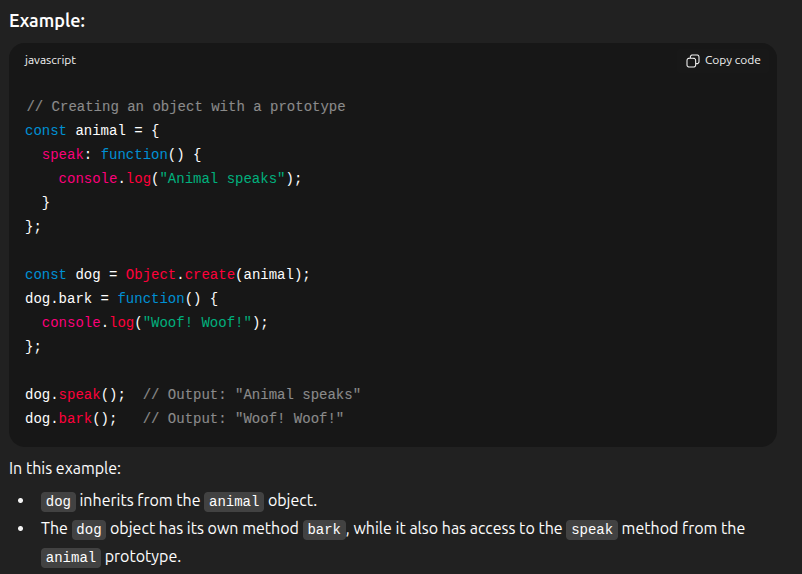 Example:
javascript
Copy code
// Creating an object with a prototype
const animal = {
  speak: function() {
    console.log("Animal speaks");
  }
};
const dog = Object.create(animal);
dog.bark = function() {
  console.log("Woof! Woof!");
};
dog.speak();  // Output: "Animal speaks"
dog.bark();   // Output: "Woof! Woof!"
In this example:
• dog inherits from the animal object.
• The dog object has its own method bark, while it also has access to the speak method from the
animal prototype.